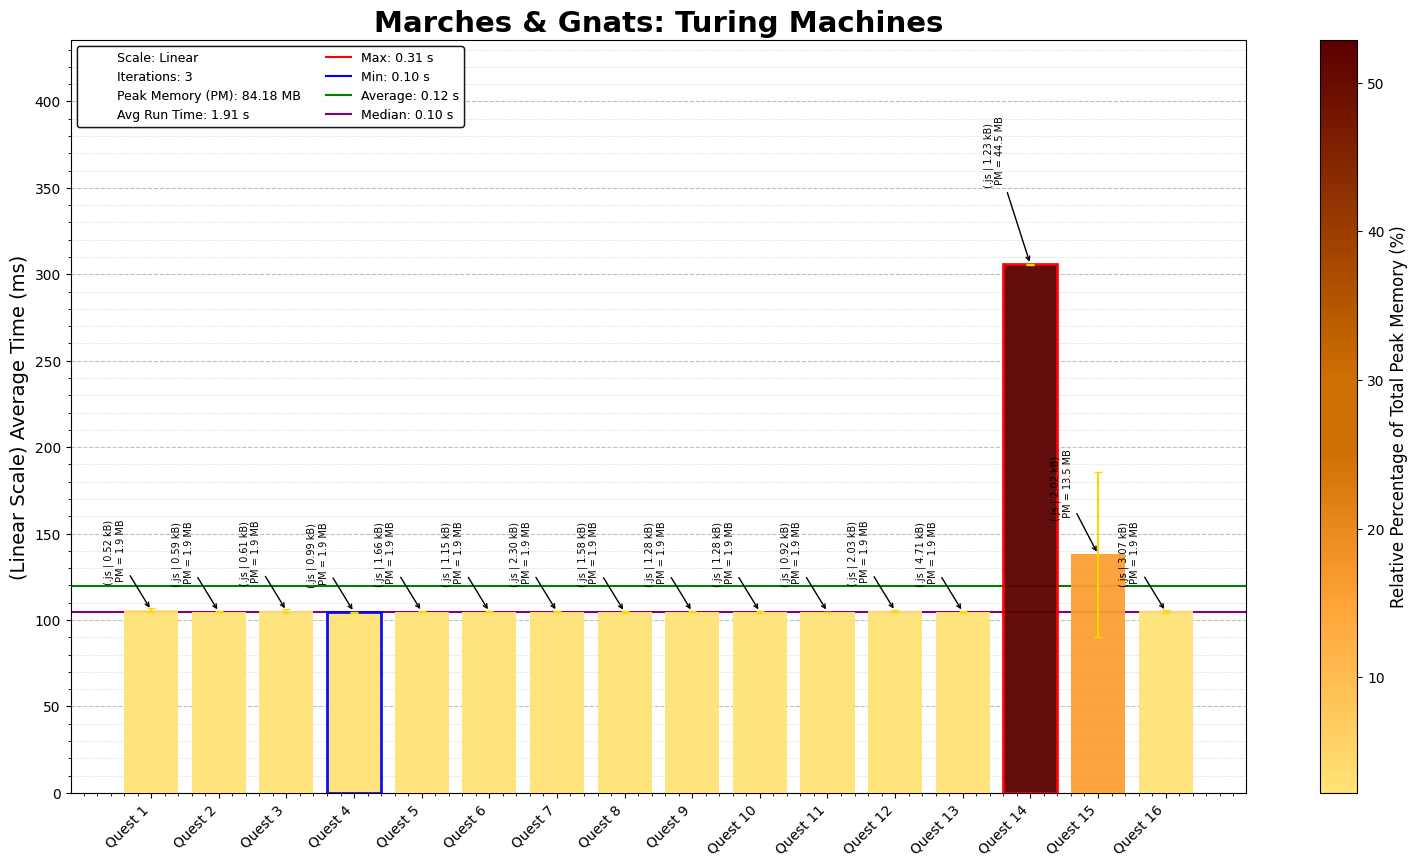 Marches & Gnats: Turing Machines
Scale: Linear
Iterations: 3
Peak Memory (PM): 84.18 MB
Avg Run Time: 1.91 s
Max: 0.31 s
Min: 0.10 s
Average: 0.12 s
Median: 0.10 s
(Linear Scale) Average Time (ms)
400
350
300
250
200
150
100
50
0
(.js | 0.52 kB)
PM = 1.9 MB
(.js | 0.59 kB)
PM = 1.9 MB
(.js | 0.61 kB)
PM = 1.9 MB
(.js | 0.99 kB)
PM = 1.9 MB
(.js | 1.66 kB)
PM = 1.9 MB
(.js | 1.15 kB)
PM = 1.9 MB
(.js | 2.30 kB)
PM = 1.9 MB
(.js | 1.58 kB)
PM = 1.9 MB
(.js | 1.28 kB)
PM = 1.9 MB
(.js | 1.28 kB)
PM = 1.9 MB
(.js | 0.92 kB)
PM = 1.9 MB
(.js | 2.03 kB)
PM = 1.9 MB
(.js | 4.71 kB)
PM = 1.9 MB
(.js | 1.23 kB)
PM = 44.5 MB
(.js | 2.02 kB)
PM = 13.5 MB
(.js | 3.07 kB)
PM = 1.9 MB
Quest 1
Quest 2
Quest 3
Quest 4
Quest 5
Quest 6
Quest 7
Quest 8
Quest 9
Quest 10
Quest 11
Quest 12
Quest 13
Quest 14
Quest 15
Quest 16
50
40
30
20
10
Relative Percentage of Total Peak Memory (%)